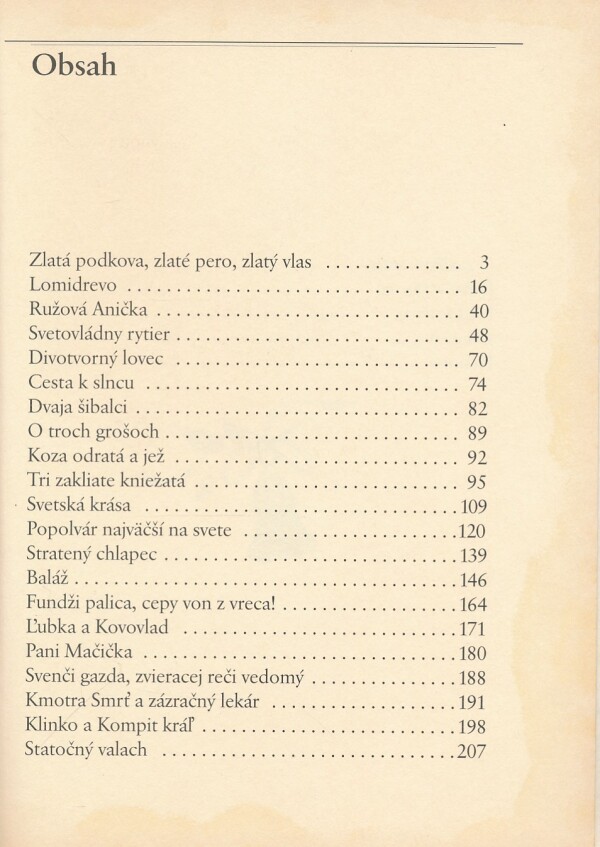 Obsah
Zlatá podkova, zlaté pero, zlatý vlas .............. 3
Lomidrevo ................................. 16
Ružová Anička .............................. 40
Svetovládny rytier ............................ 48
Divotvorný lovec ............................ 70
Cesta k slncu ............................... 74
Dvaja šibalci ................................ 82
O troch grošoch ............................. 89
Koza odratá a jež ............................ 92
Tri zakliate kniežatá .......................... 95
Svetská krása ...............................109
Popolvár najväčší na svete .....................120
Stratený chlapec .............................139
Baláž ......................................146
Fundži palica, cepy von z vreca! .................164
Ľubka a Kovovlad ...........................171
Pani Mačička ...............................180
Svenči gazda, zvieracej reči vedomý ..............188
Kmotra Smrť a zázračný lekár ..................191
Klinko a Kompit kráľ .........................198
Statočný valach .............................207